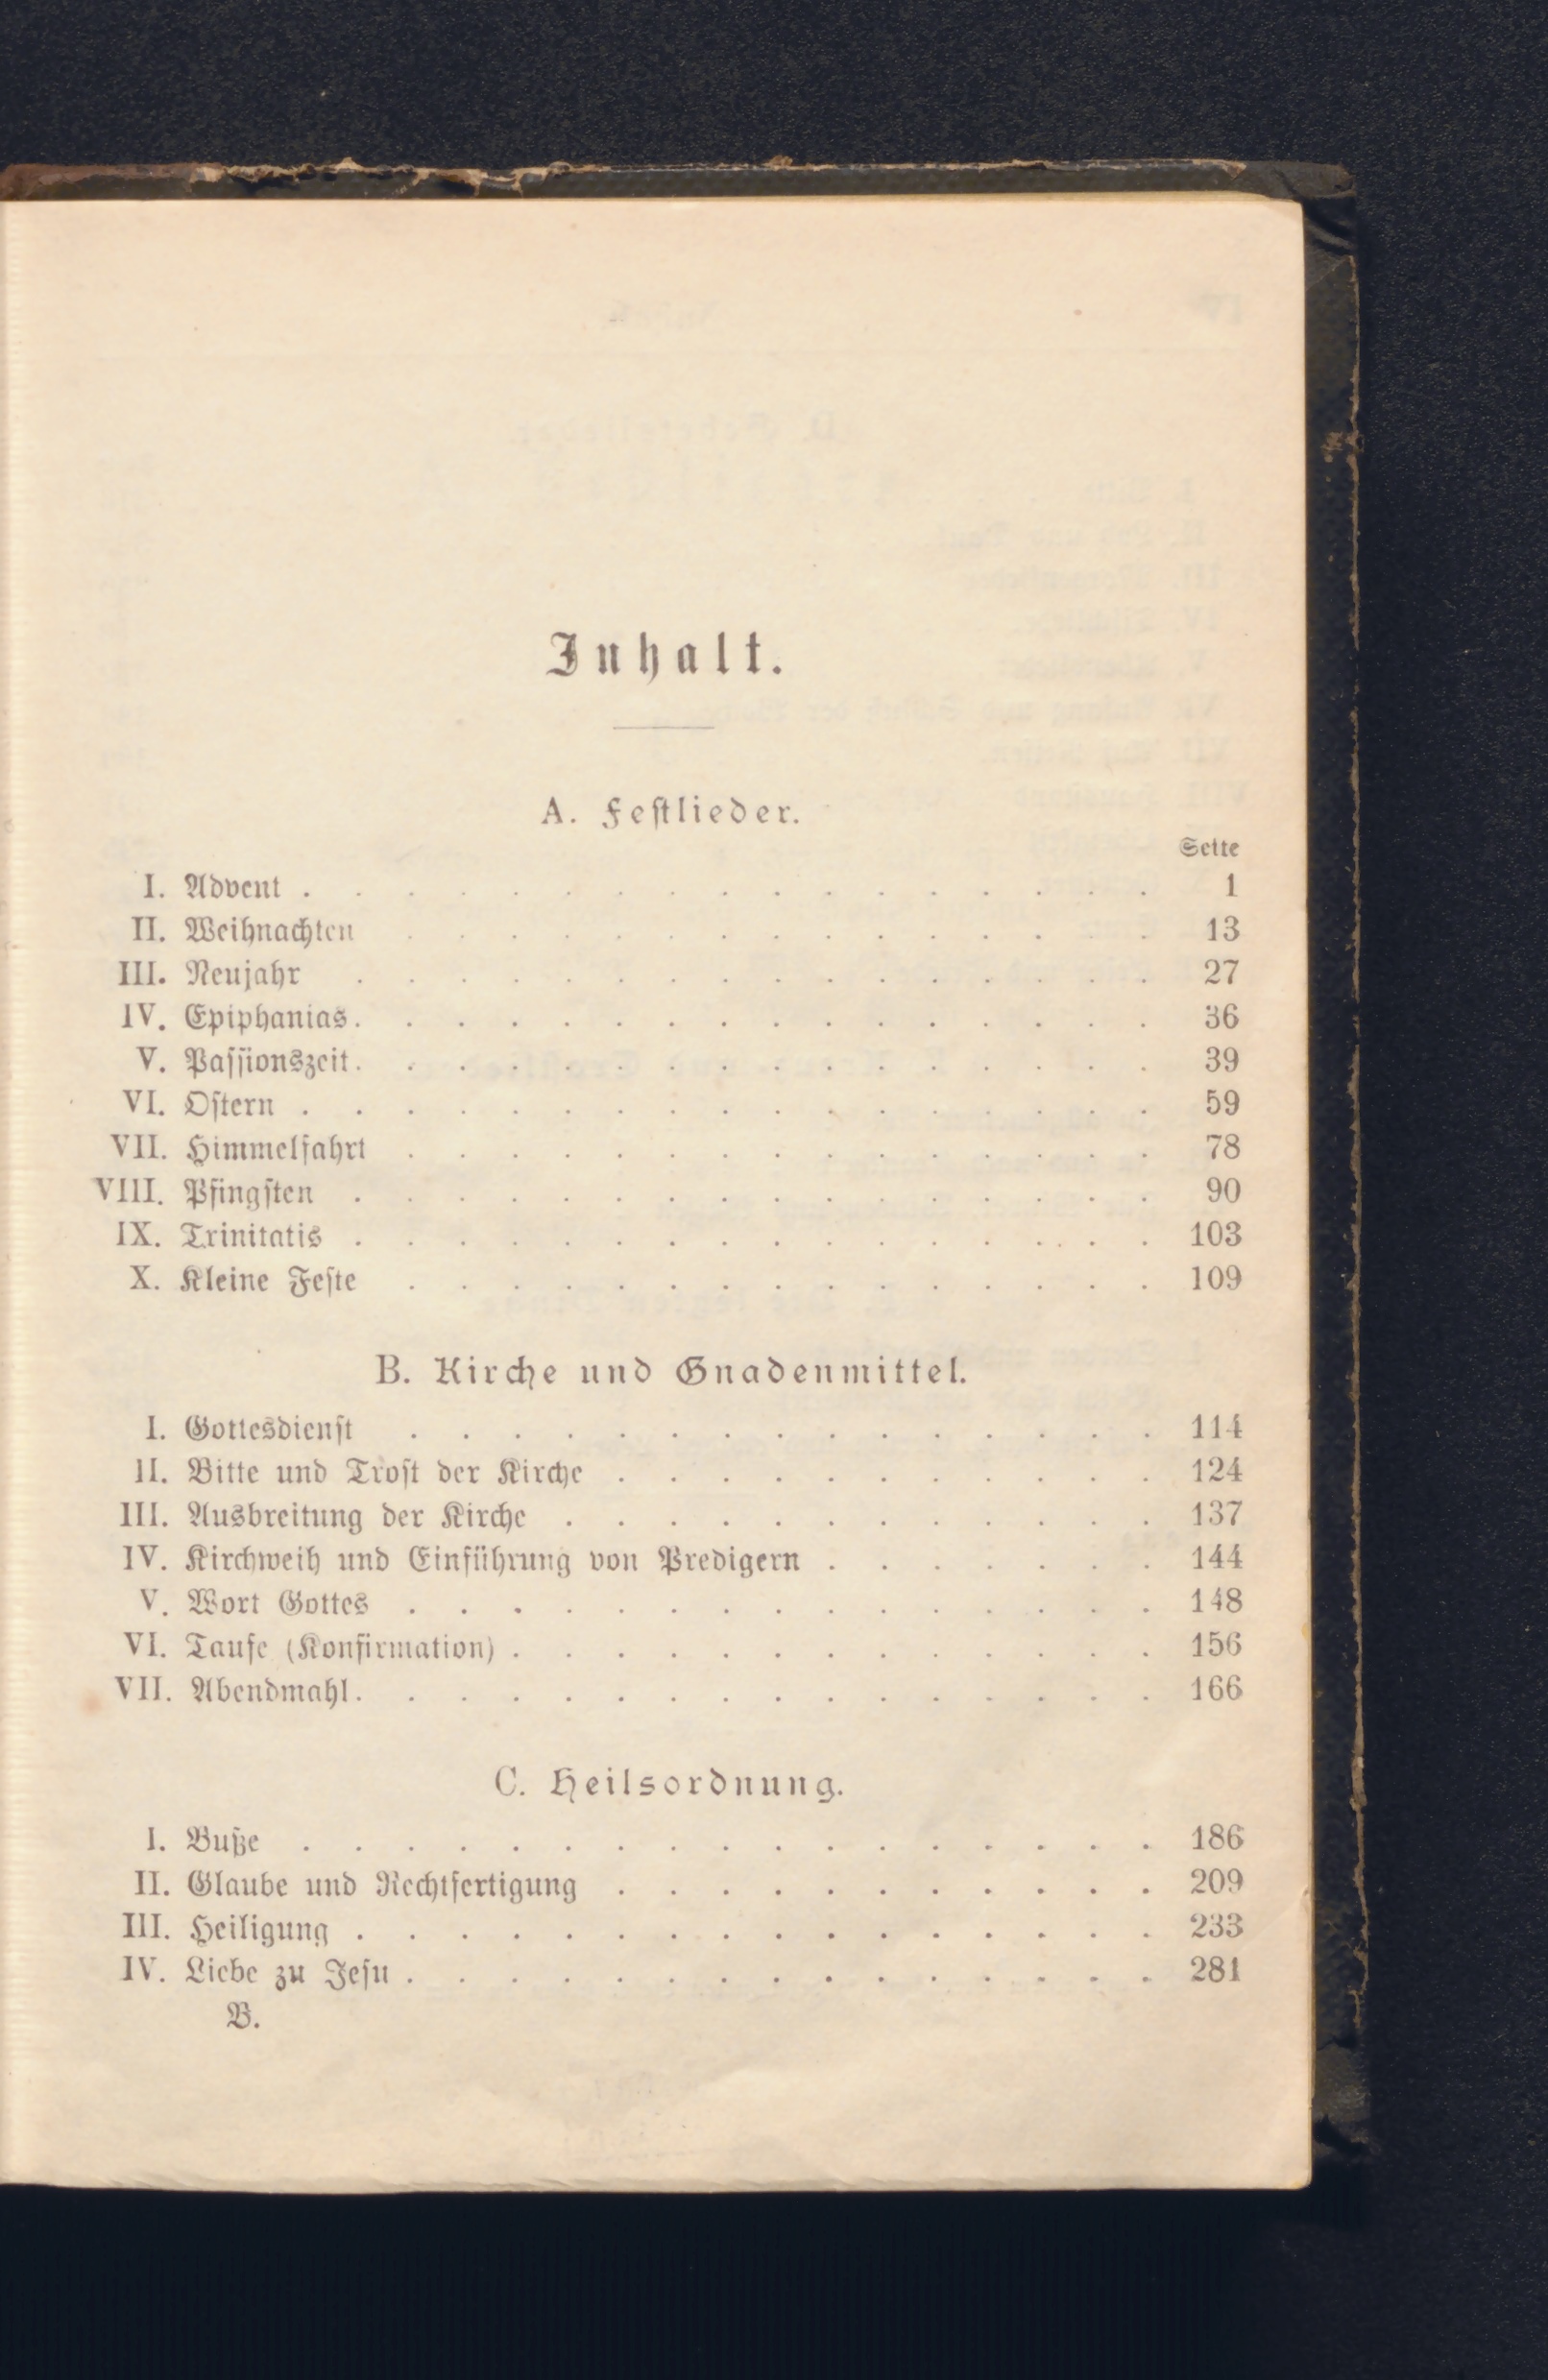 Inhalt.
A. Festlieder.
Seite
I. Advent . . . . . . . . . . . . . . . . . 1
II. Weihnachten . . . . . . . . . . . . . . . 13
III. Neujahr . . . . . . . . . . . . . . . . 27
IV. Epiphanias. . . . . . . . . . . . . . . . 36
V. Passionszeit. . . . . . . . . . . . . . . . 39
VI. Ostern . . . . . . . . . . . . . . . . . 59
VII. Himmelfahrt . . . . . . . . . . . . . . . 78
VIII. Pfingsten . . . . . . . . . . . . . . . . 90
IX. Trinitatis . . . . . . . . . . . . . . . . 103
X. Kleine Feste . . . . . . . . . . . . . . . 109
B. Kirche und Gnadenmittel.
I. Gottesdienst . . . . . . . . . . . . . . . 114
II. Bitte und Trost der Kirche . . . . . . . . . . . 124
III. Ausbreitung der Kirche . . . . . . . . . . . . 137
IV. Kirchweih und Einführung von Predigern . . . . . . . 144
V. Wort Gottes . . . . . . . . . . . . . . . 148
VI. Taufe (Konfirmation) . . . . . . . . . . . . . 156
VII. Abendmahl. . . . . . . . . . . . . . . . 166
C. Heilsordnung.
I. Buße . . . . . . . . . . . . . . . . . 186
II. Glaube und Rechtfertigung . . . . . . . . . . . 209
III. Heiligung . . . . . . . . . . . . . . . . 233
IV. Liebe zu Jesu . . . . . . . . . . . . . . . 281
B.